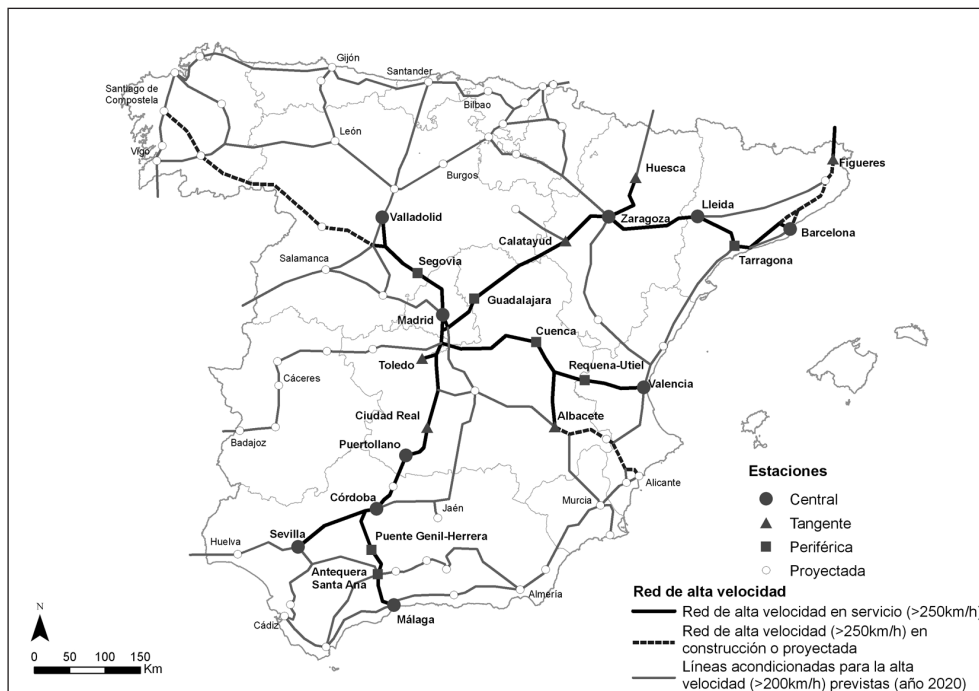 Gijón
Santander
Santiago de
Compostela
Bilbao
Vigo
León
Burgos
Huesca
Figueres
Valladolid
Zaragoza
Lleida
Barcelona
Calatayud
Tarragona
Segovia
Salamanca
Guadalajara
Madrid
Cuenca
Toledo
Requena-Utiel
Valencia
Cáceres
Ciudad Real
Albacete
Badajoz
Puertollano
Alicante
Murcia
Córdoba
Jaén
Sevilla
Huelva
Puente Genil-Herrera
Antequera
Santa Ana
Almería
Cádiz
Málaga
Estaciones
Central
Tangente
Periférica
Proyectada
Red de alta velocidad
Red de alta velocidad en servicio (>250km/h)
Red de alta velocidad (>250km/h) en
construcción o proyectada
Líneas acondicionadas para la alta
velocidad (>200km/h) previstas (año 2020)
N
0 50 100 150
Km